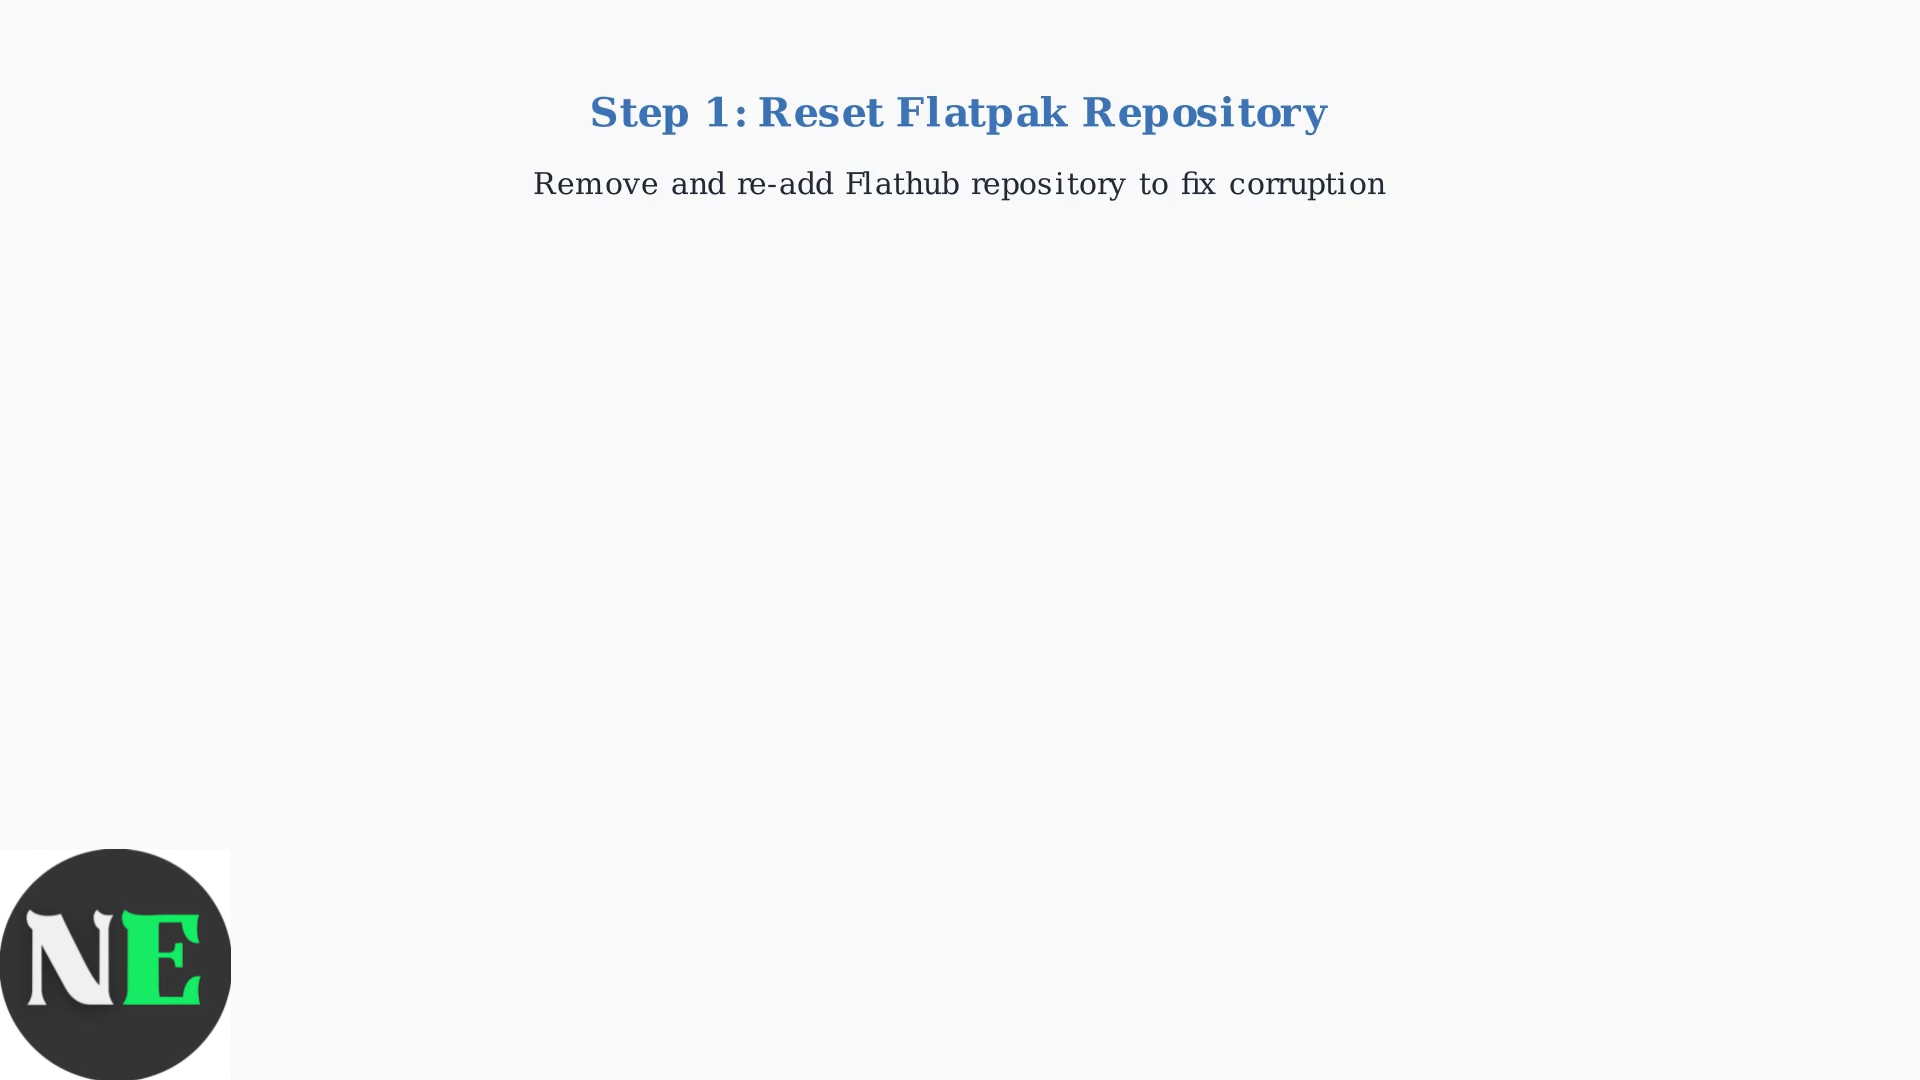 Step 1: Reset Flatpak Repository
Remove and re-add Flathub repository to fix corruption
NE